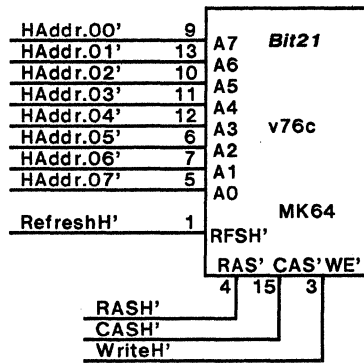 HAddr.00' 9 A7 Bit21
HAddr.01' 13 A6
HAddr.02' 10 A5
HAddr.03' 11 A4
HAddr.04' 12 A3 v76c
HAddr.05' 6 A2
HAddr.06' 7 A1
HAddr.07' 5 A0
MK64
RefreshH' 1 RFSH'
RAS' CAS' WE'
4 15 3
RASH'
CASH'
WriteH'